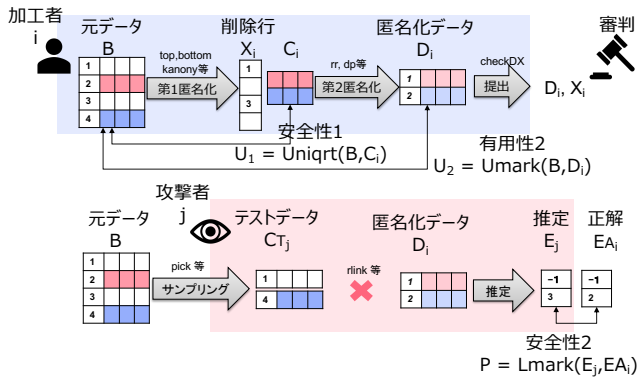 加工者
i
元データ
B
1
2
3
4
top,bottom
kanony等
第1匿名化
削除行
Xi
1
3
Ci
rr, dp等
第2匿名化
匿名化データ
Di
1
2
checkDX
提出
審判
Di, Xi
安全性1
U1 = Uniqrt(B,Ci)
有用性2
U2 = Umark(B,Di)
攻撃者
j
元データ
B
1
2
3
4
pick 等
サンプリング
テストデータ
CTj
1
4
rlink 等
匿名化データ
Di
1
2
推定
推定
Ej
-1
3
正解
EAi
-1
2
安全性2
P = Lmark(Ej,EAi)